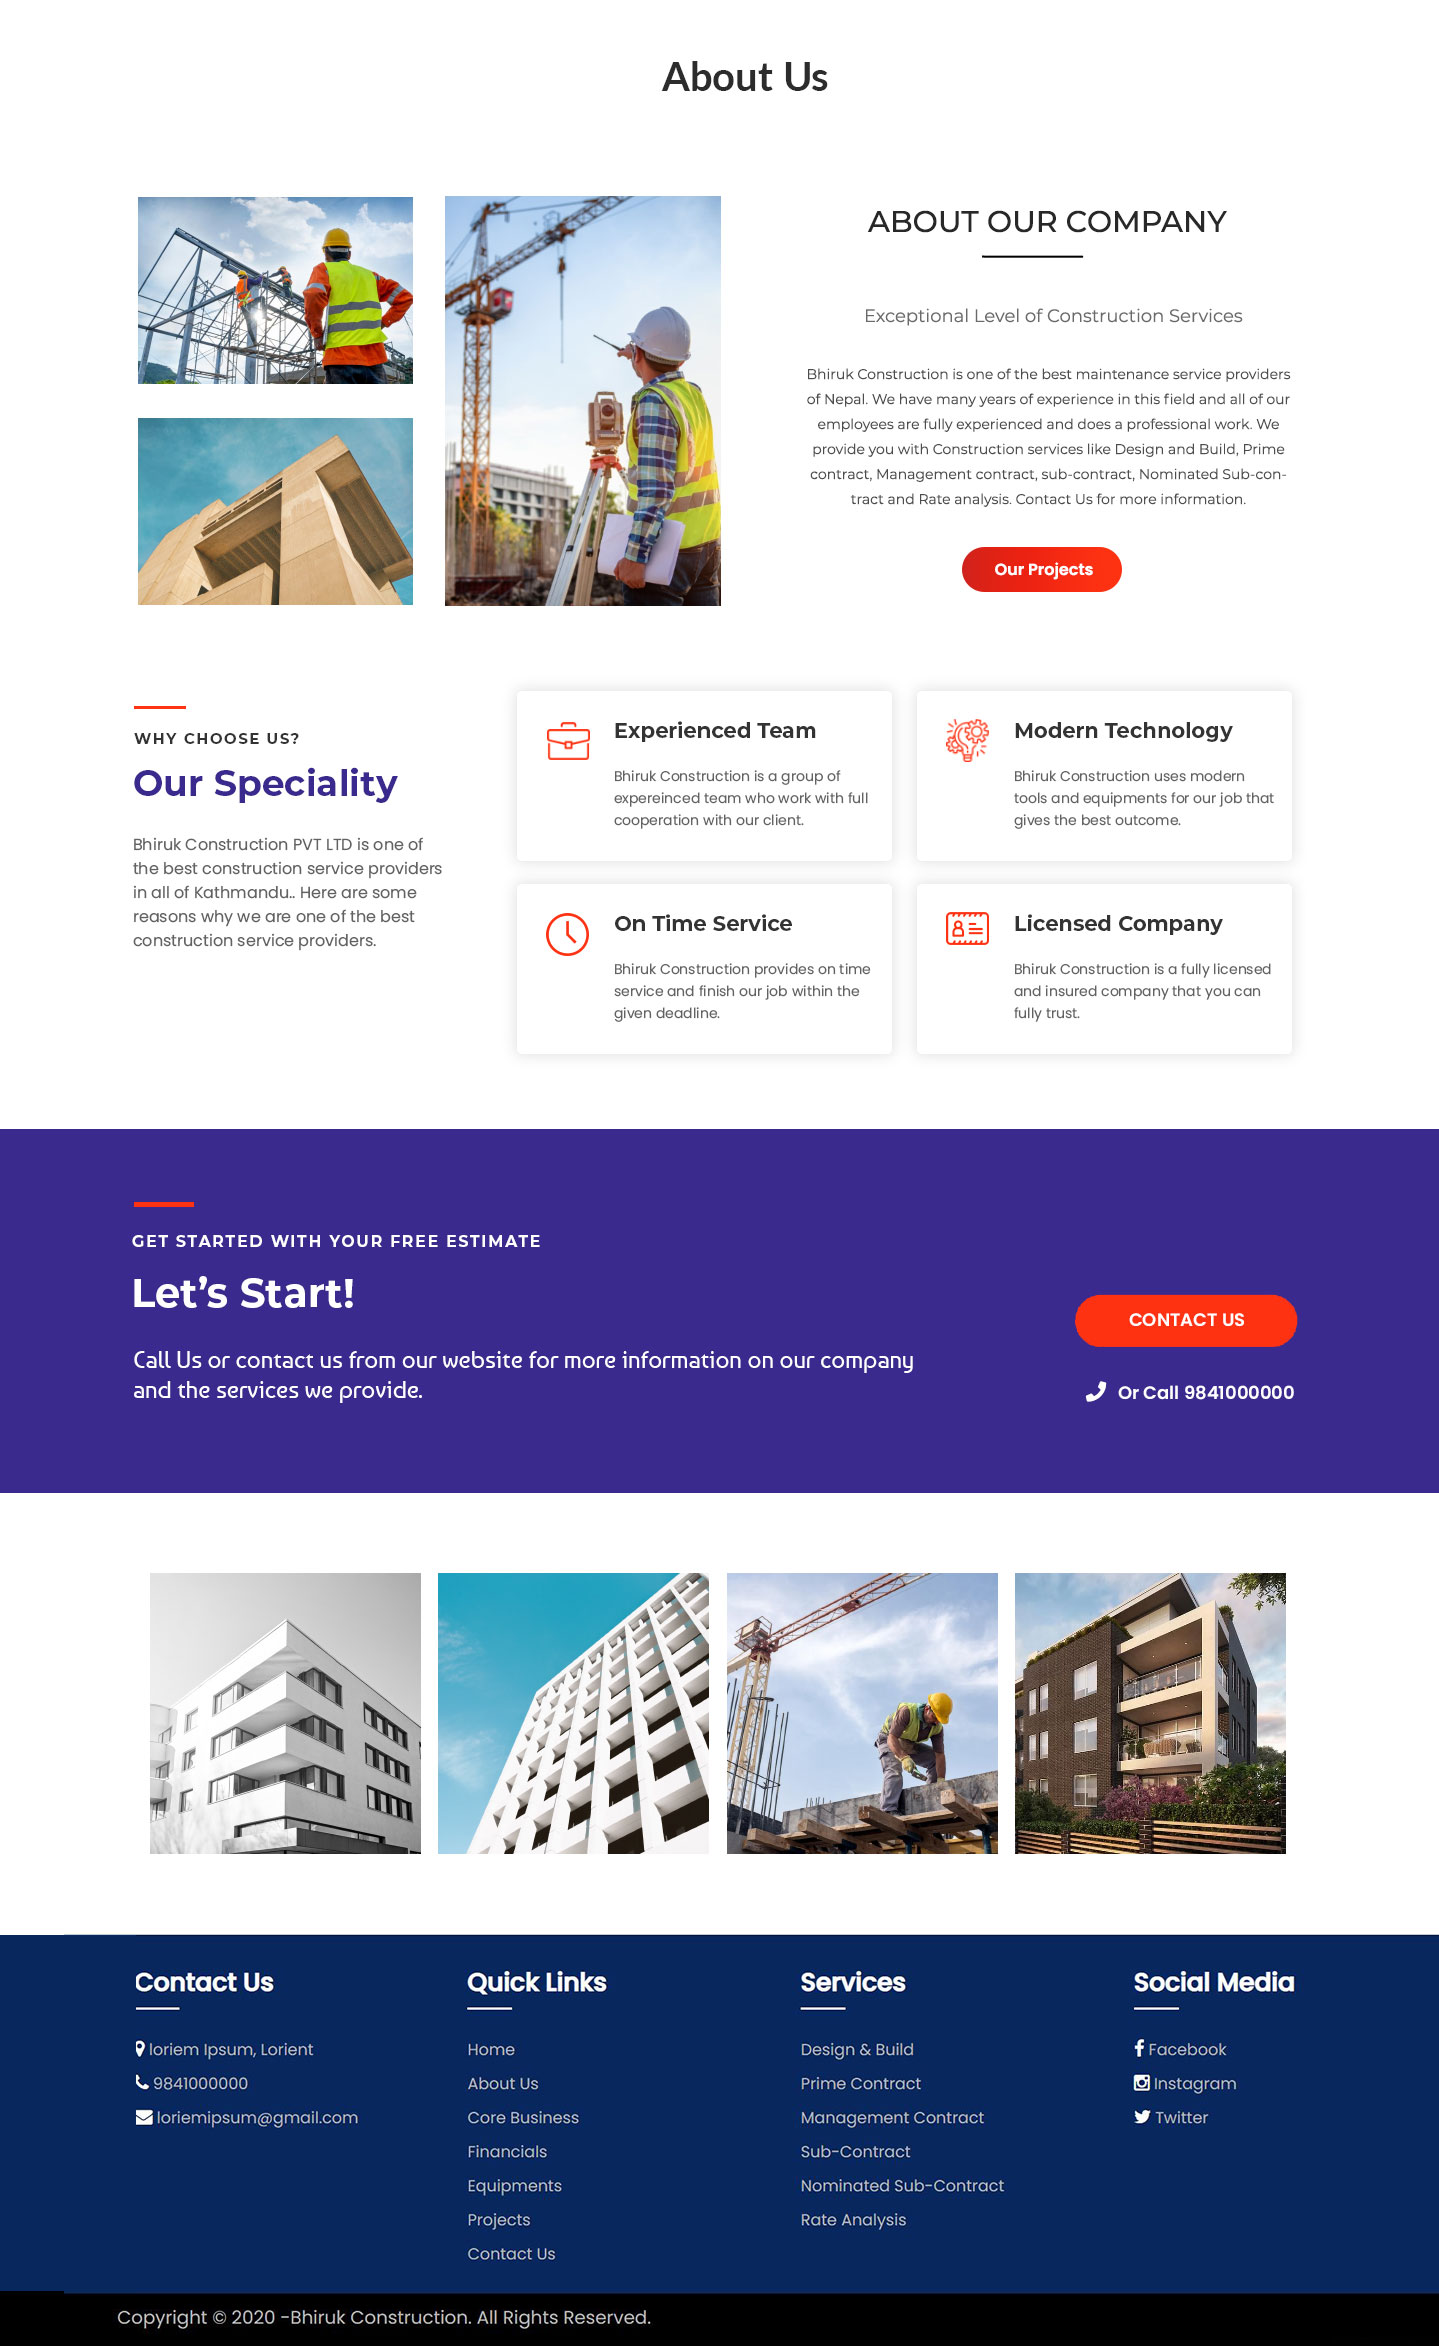 About Us
ABOUT OUR COMPANY
Exceptional Level of Construction Services
Bhiruk Construction is one of the best maintenance service providers
of Nepal. We have many years of experience in this field and all of our
employees are fully experienced and does a professional work. We
provide you with Construction services like Design and Build, Prime
contract, Management contract, sub-contract, Nominated Sub-con-
tract and Rate analysis. Contact Us for more information.
Our Projects
WHY CHOOSE US?
Our Speciality
Bhiruk Construction PVT LTD is one of
the best construction service providers
in all of Kathmandu.. Here are some
reasons why we are one of the best
construction service providers.
Experienced Team
Bhiruk Construction is a group of
expereinced team who work with full
cooperation with our client.
Modern Technology
Bhiruk Construction uses modern
tools and equipments for our job that
gives the best outcome.
On Time Service
Bhiruk Construction provides on time
service and finish our job within the
given deadline.
Licensed Company
Bhiruk Construction is a fully licensed
and insured company that you can
fully trust.
GET STARTED WITH YOUR FREE ESTIMATE
Let's Start!
Call Us or contact us from our website for more information on our company
and the services we provide.
CONTACT US
Or Call 9841000000
Contact Us
loriem Ipsum, Lorient
9841000000
loriemipsum@gmail.com
Quick Links
Home
About Us
Core Business
Financials
Equipments
Projects
Contact Us
Services
Design & Build
Prime Contract
Management Contract
Sub-Contract
Nominated Sub-Contract
Rate Analysis
Social Media
Facebook
Instagram
Twitter
Copyright © 2020 -Bhiruk Construction. All Rights Reserved.